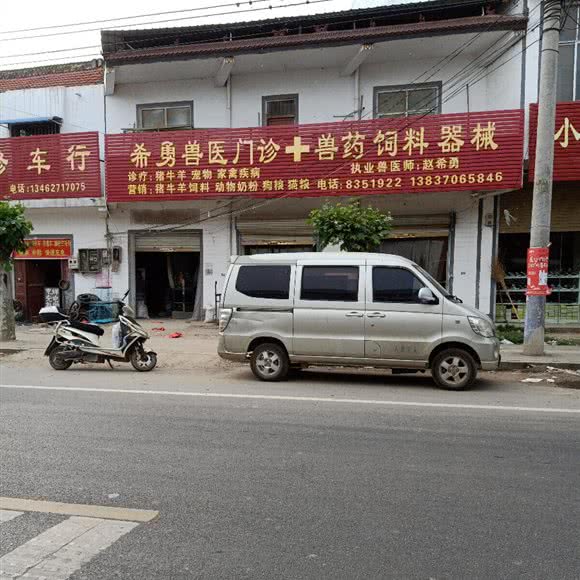 修车行
电话:13462717075
希勇兽医门诊✚兽药饲料器械
诊疗:猪牛羊 宠物 家禽疾病
执业兽医师:赵希勇
营销:猪牛羊饲料 动物奶粉 狗粮 猫粮 电话:8351922 13837065846
小